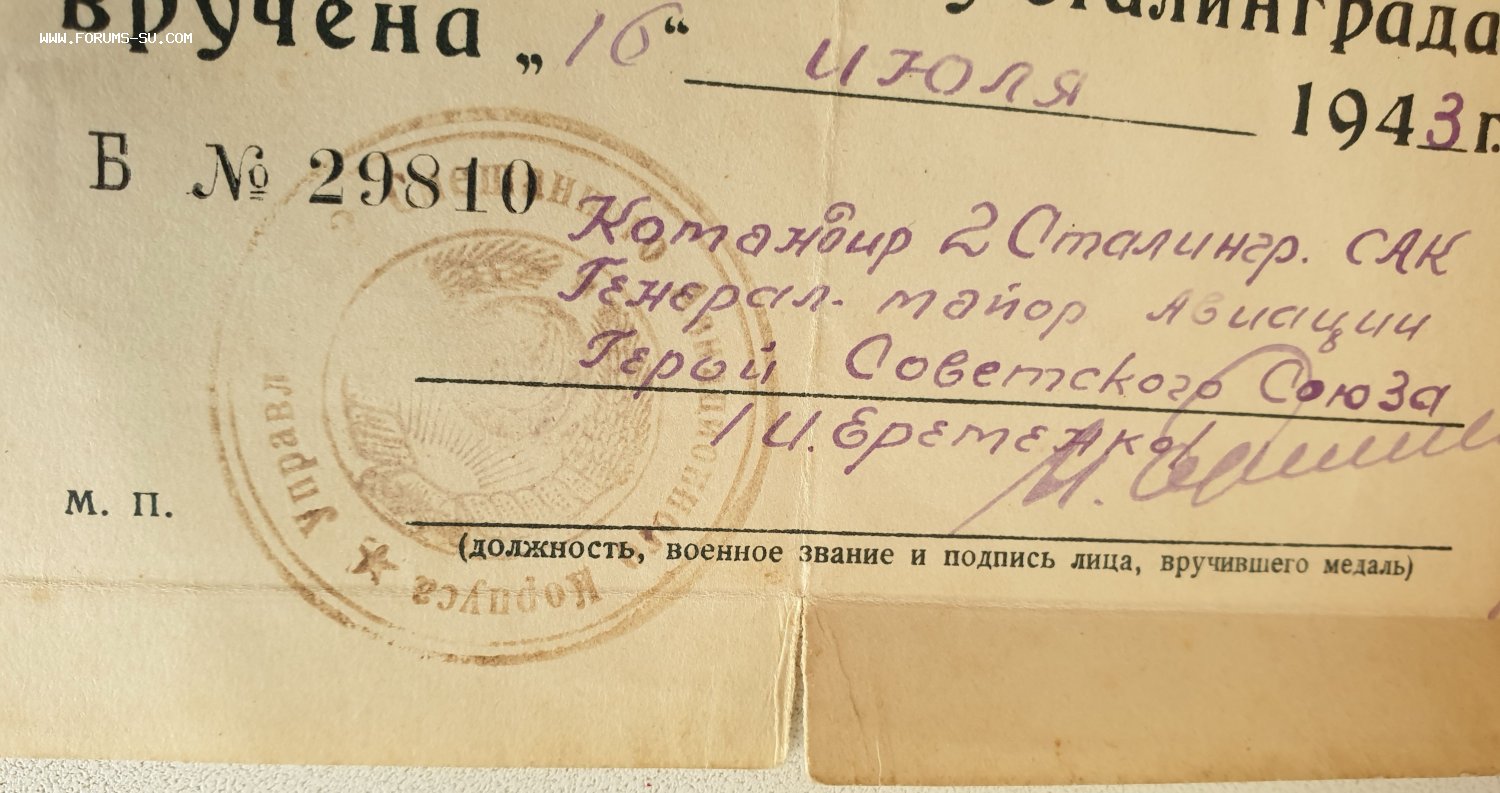 вручена „16“ июля 1943 г.
Сталинграда
WWW.FORUMS-SU.COM
Б № 29810
Командир 2 Сталингр. САК
Генерал-майор Авиации
Герой Советского Союза
/И. Еременко/
м. п.
(должность, военное звание и подпись лица, вручившего медаль)
Управл
Корпуса